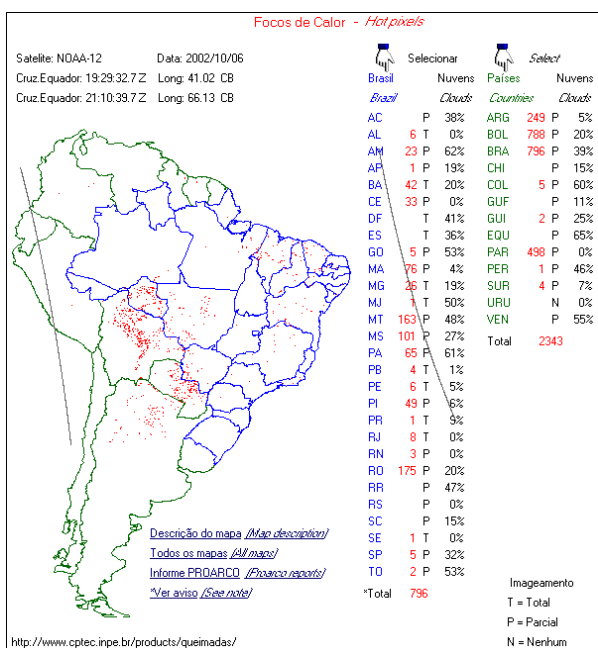 Focos de Calor - Hot pixels
Satelite: NOAA-12 Data: 2002/10/06
Cruz.Equador: 19:29:32.7 Z Long: 41.02 CB
Cruz.Equador: 21:10:39.7 Z Long: 66.13 CB
Selecionar Select
Brasil Nuvens Países Nuvens
Brazil Clouds Countries Clouds
AC P 38% ARG 249 P 5%
AL 6 T 0% BOL 788 P 20%
AM 23 P 62% BRA 796 P 39%
AP 1 P 19% CHI P 15%
BA 42 T 20% COL 5 P 60%
CE 33 P 0% GUF P 11%
DF T 41% GUI 2 P 25%
ES T 36% EQU P 65%
GO 5 P 53% PAR 498 P 0%
MA 76 P 4% PER 1 P 46%
MG 26 T 19% SUR 4 P 7%
MJ 1 T 50% URU N 0%
MT 163 P 48% VEN P 55%
MS 101 P 27% Total 2343
PA 65 P 61%
PB 4 T 1%
PE 6 T 5%
PI 49 P 6%
PR 1 T 9%
RJ 8 T 0%
RN 3 P 0%
RO 175 P 20%
RR P 47%
RS P 0%
SC P 15%
SE 1 T 0%
SP 5 P 32%
TO 2 P 53%
*Total 796
Descrição do mapa (Map description)
Todos os mapas (All maps)
Informe PROARCO (Proarco reports)
*Ver aviso (See note)
Imageamento
T = Total
P = Parcial
N = Nenhum
http://www.cptec.inpe.br/products/queimadas/